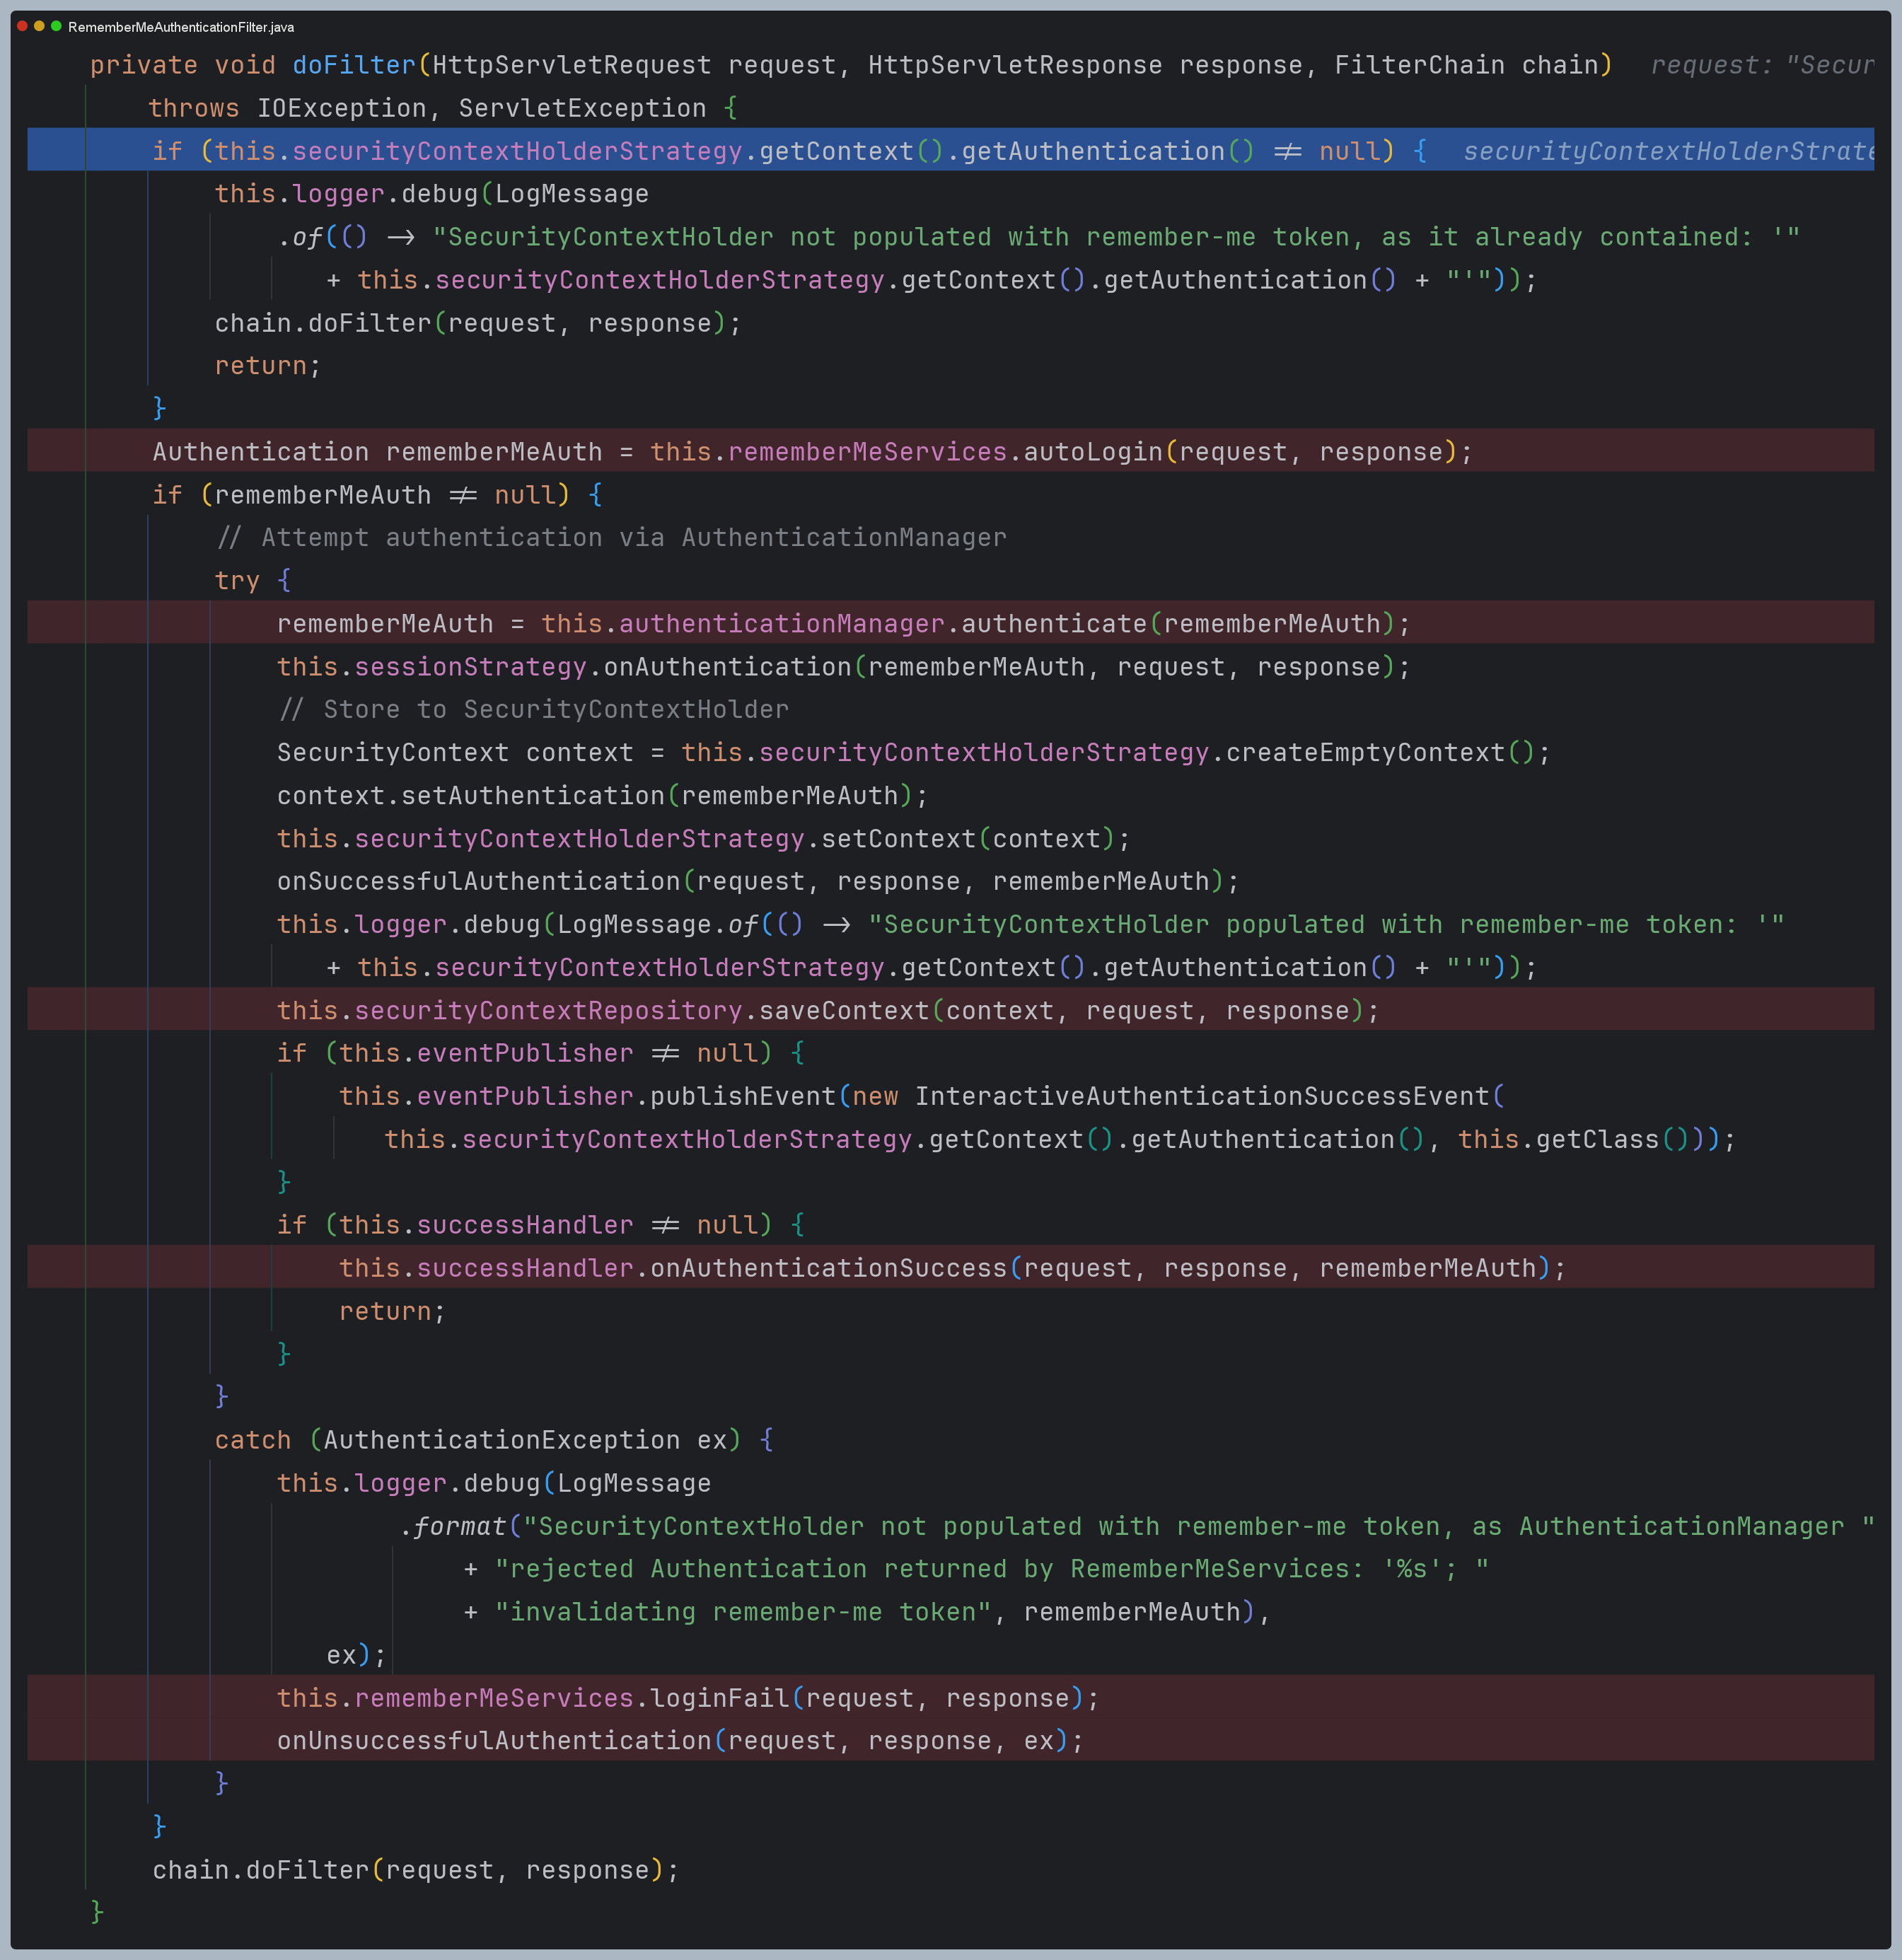 RememberMeAuthenticationFilter.java
private void doFilter(HttpServletRequest request, HttpServletResponse response, FilterChain chain)   request: "Secur
throws IOException, ServletException {
if (this.securityContextHolderStrategy.getContext().getAuthentication() != null) {   securityContextHolderStrate
this.logger.debug(LogMessage
.of(() -> "SecurityContextHolder not populated with remember-me token, as it already contained: '"
+ this.securityContextHolderStrategy.getContext().getAuthentication() + "'"));
chain.doFilter(request, response);
return;
}
Authentication rememberMeAuth = this.rememberMeServices.autoLogin(request, response);
if (rememberMeAuth != null) {
// Attempt authentication via AuthenticationManager
try {
rememberMeAuth = this.authenticationManager.authenticate(rememberMeAuth);
this.sessionStrategy.onAuthentication(rememberMeAuth, request, response);
// Store to SecurityContextHolder
SecurityContext context = this.securityContextHolderStrategy.createEmptyContext();
context.setAuthentication(rememberMeAuth);
this.securityContextHolderStrategy.setContext(context);
onSuccessfulAuthentication(request, response, rememberMeAuth);
this.logger.debug(LogMessage.of(() -> "SecurityContextHolder populated with remember-me token: '"
+ this.securityContextHolderStrategy.getContext().getAuthentication() + "'"));
this.securityContextRepository.saveContext(context, request, response);
if (this.eventPublisher != null) {
this.eventPublisher.publishEvent(new InteractiveAuthenticationSuccessEvent(
this.securityContextHolderStrategy.getContext().getAuthentication(), this.getClass()));
}
if (this.successHandler != null) {
this.successHandler.onAuthenticationSuccess(request, response, rememberMeAuth);
return;
}
}
catch (AuthenticationException ex) {
this.logger.debug(LogMessage
.format("SecurityContextHolder not populated with remember-me token, as AuthenticationManager "
+ "rejected Authentication returned by RememberMeServices: '%s'; "
+ "invalidating remember-me token", rememberMeAuth),
ex);
this.rememberMeServices.loginFail(request, response);
onUnsuccessfulAuthentication(request, response, ex);
}
}
chain.doFilter(request, response);
}